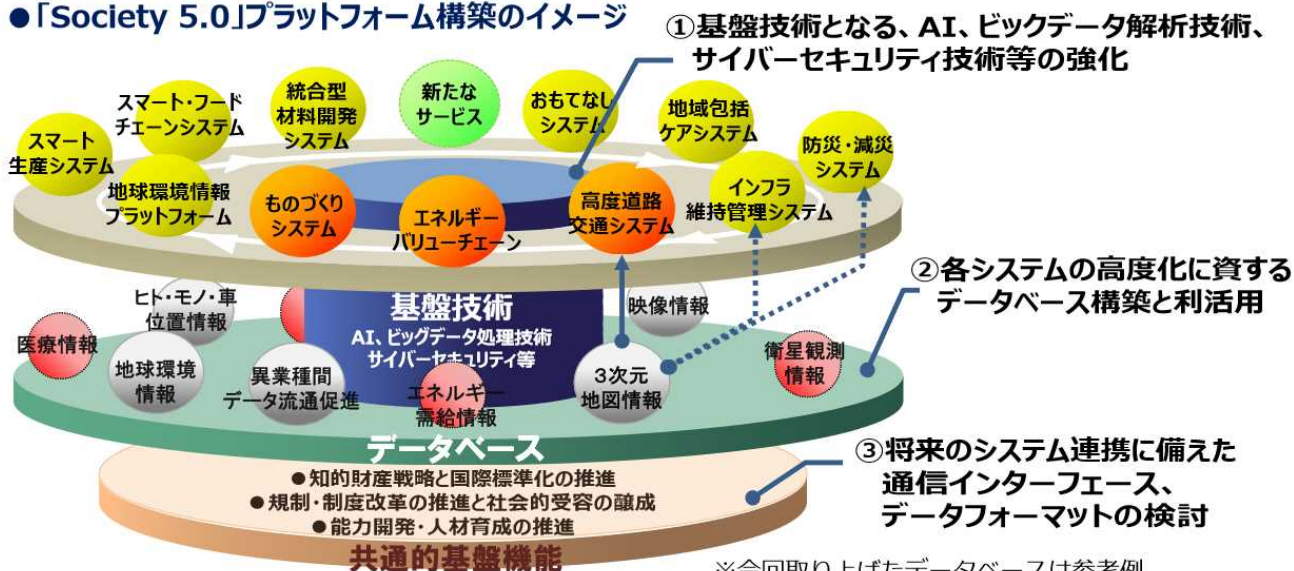 ●「Society 5.0」プラットフォーム構築のイメージ
①基盤技術となる、AI、ビックデータ解析技術、
サイバーセキュリティ技術等の強化
スマート・フード
チェーンシステム
統合型
材料開発
システム
新たな
サービス
おもてなし
システム
地域包括
ケアシステム
防災・減災
システム
スマート
生産システム
地球環境情報
プラットフォーム
ものづくり
システム
エネルギー
バリューチェーン
高度道路
交通システム
インフラ
維持管理システム
②各システムの高度化に資する
データベース構築と利活用
ヒト・モノ・車
位置情報
基盤技術
AI、ビッグデータ処理技術
サイバーセキュリティ等
映像情報
医療情報
地球環境
情報
異業種間
データ流通促進
エネルギー
需給情報
3次元
地図情報
衛星観測
情報
データベース
③将来のシステム連携に備えた
通信インターフェース、
データフォーマットの検討
●知的財産戦略と国際標準化の推進
●規制・制度改革の推進と社会的受容の醸成
●能力開発・人材育成の推進
共通的基盤機能
※今回取り上げたデータベースは参考例